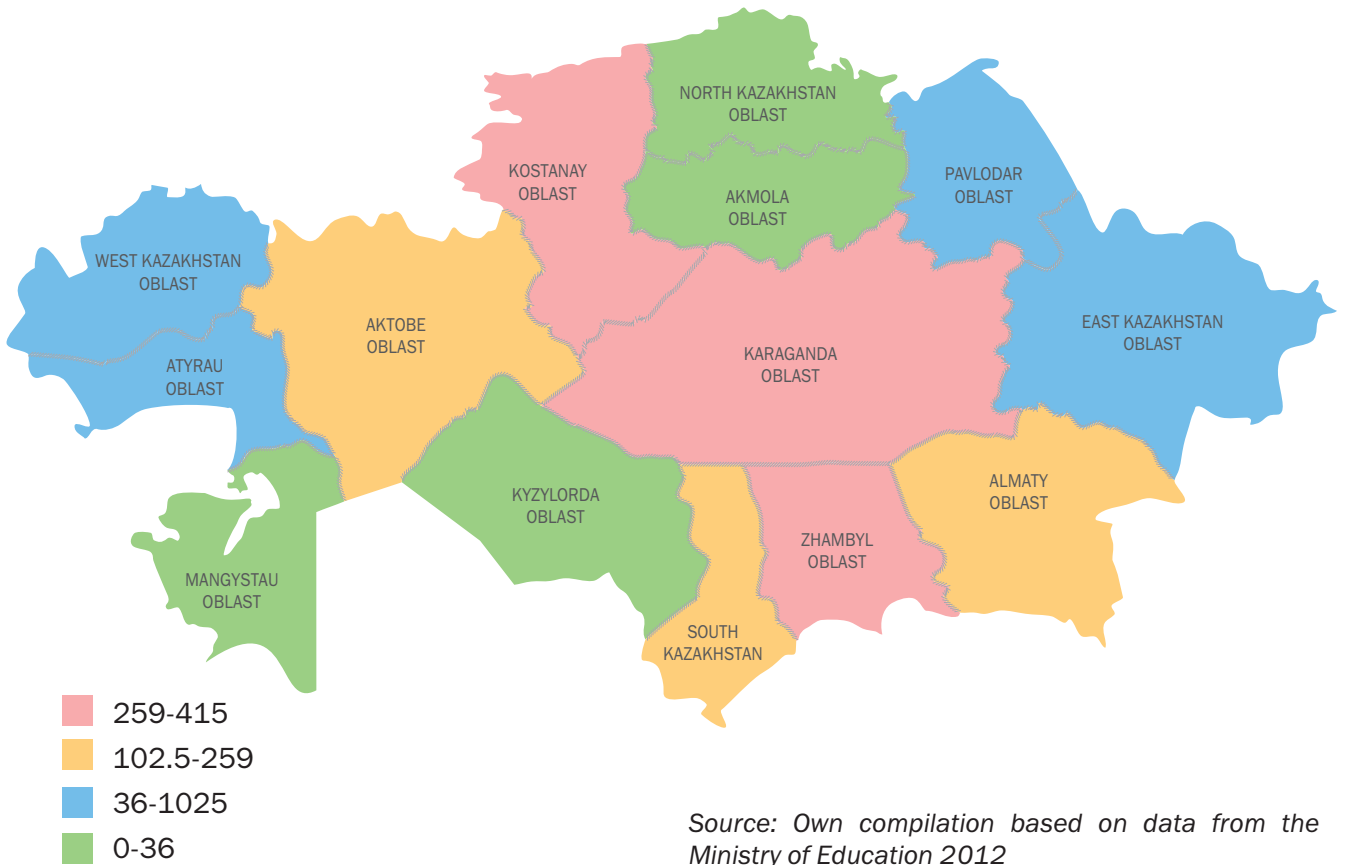 NORTH KAZAKHSTAN
OBLAST
KOSTANAY
OBLAST
PAVLODAR
OBLAST
AKMOLA
OBLAST
WEST KAZAKHSTAN
OBLAST
AKTOBE
OBLAST
EAST KAZAKHSTAN
OBLAST
KARAGANDA
OBLAST
ATYRAU
OBLAST
ALMATY
OBLAST
KYZYLORDA
OBLAST
ZHAMBYL
OBLAST
MANGYSTAU
OBLAST
SOUTH
KAZAKHSTAN
259-415
102.5-259
36-1025
0-36
Source: Own compilation based on data from the
Ministry of Education 2012